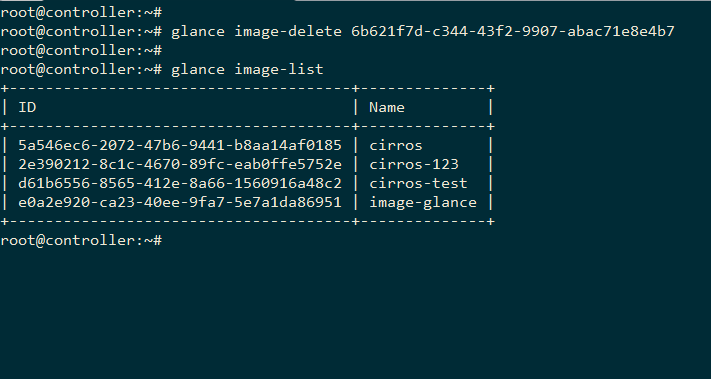 root@controller:~#
root@controller:~# glance image-delete 6b621f7d-c344-43f2-9907-abac71e8e4b7
root@controller:~#
root@controller:~# glance image-list
+--------------------------------------+--------------+
| ID                                   | Name         |
+--------------------------------------+--------------+
| 5a546ec6-2072-47b6-9441-b8aa14af0185 | cirros       |
| 2e390212-8c1c-4670-89fc-eab0ffe5752e | cirros-123   |
| d61b6556-8565-412e-8a66-1560916a48c2 | cirros-test  |
| e0a2e920-ca23-40ee-9fa7-5e7a1da86951 | image-glance |
+--------------------------------------+--------------+
root@controller:~#